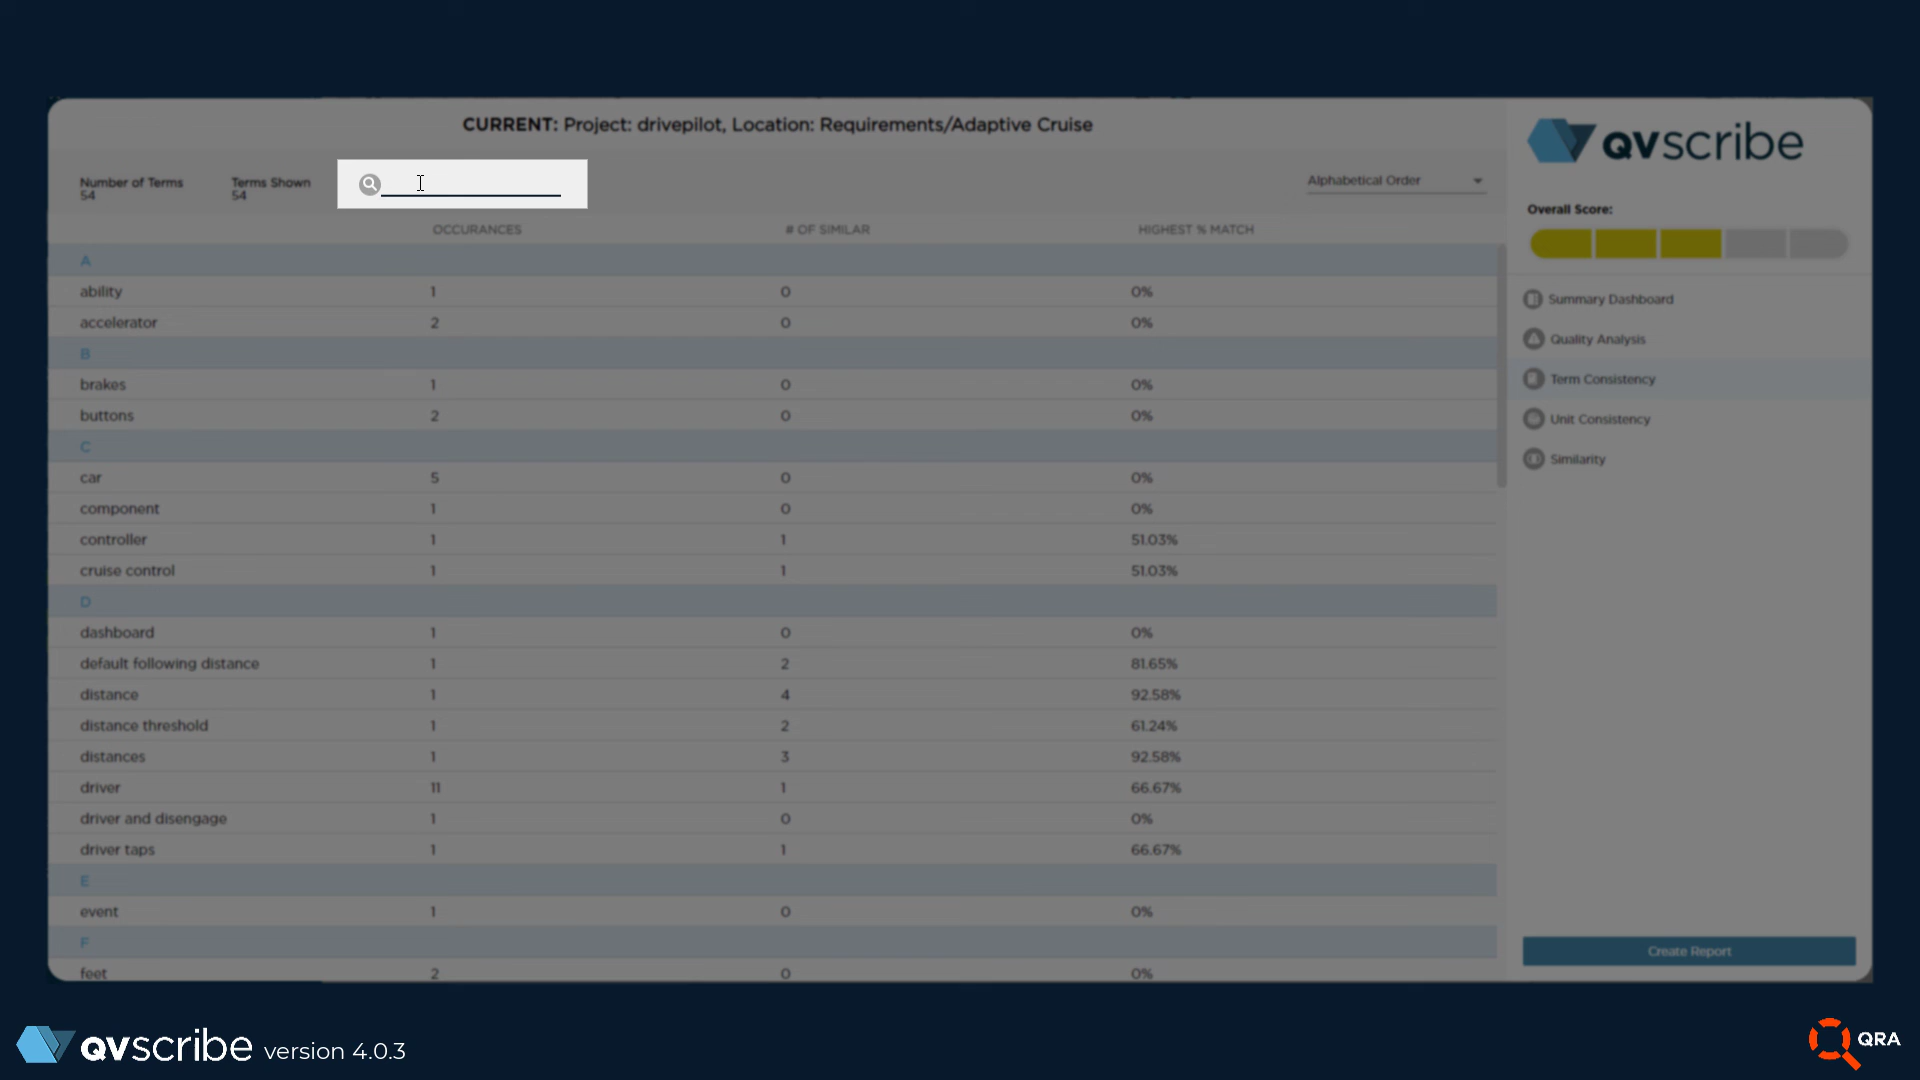 CURRENT: Project: drivepilot, Location: Requirements/Adaptive Cruise
qvscribe
Number of Terms
54
Terms Shown
54
Alphabetical Order
OCCURANCES # OF SIMILAR HIGHEST % MATCH
A
ability 1 0 0%
accelerator 2 0 0%
B
brakes 1 0 0%
buttons 2 0 0%
C
car 5 0 0%
component 1 0 0%
controller 1 1 51.03%
cruise control 1 1 51.03%
D
dashboard 1 0 0%
default following distance 1 2 81.65%
distance 1 4 92.58%
distance threshold 1 2 61.24%
distances 1 3 92.58%
driver 11 1 66.67%
driver and disengage 1 0 0%
driver taps 1 1 66.67%
E
event 1 0 0%
F
feet 2 0 0%
Overall Score:
Summary Dashboard
Quality Analysis
Term Consistency
Unit Consistency
Similarity
Create Report
qvscribe version 4.0.3
QRA